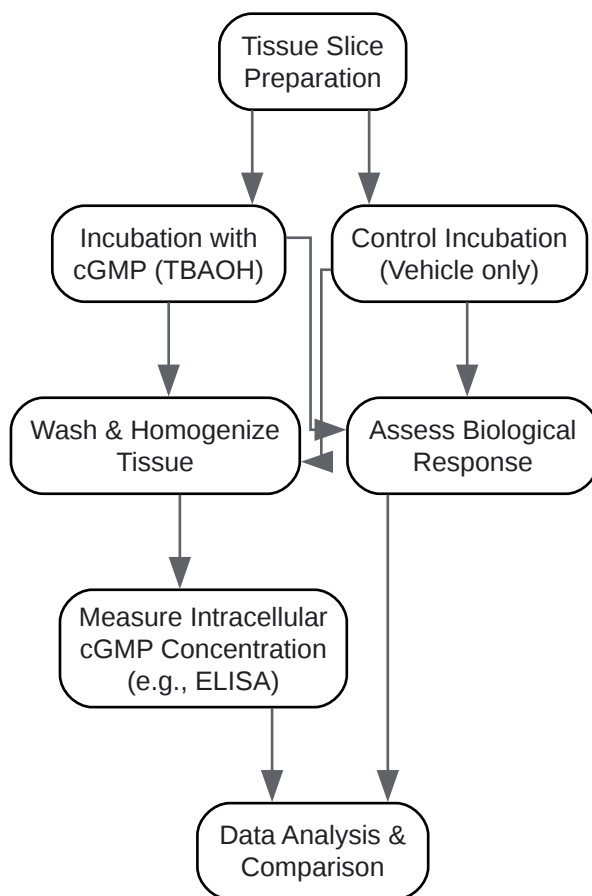 Tissue Slice
Preparation
Incubation with
cGMP (TBAOH)
Control Incubation
(Vehicle only)
Wash & Homogenize
Tissue
Assess Biological
Response
Measure Intracellular
cGMP Concentration
(e.g., ELISA)
Data Analysis &
Comparison